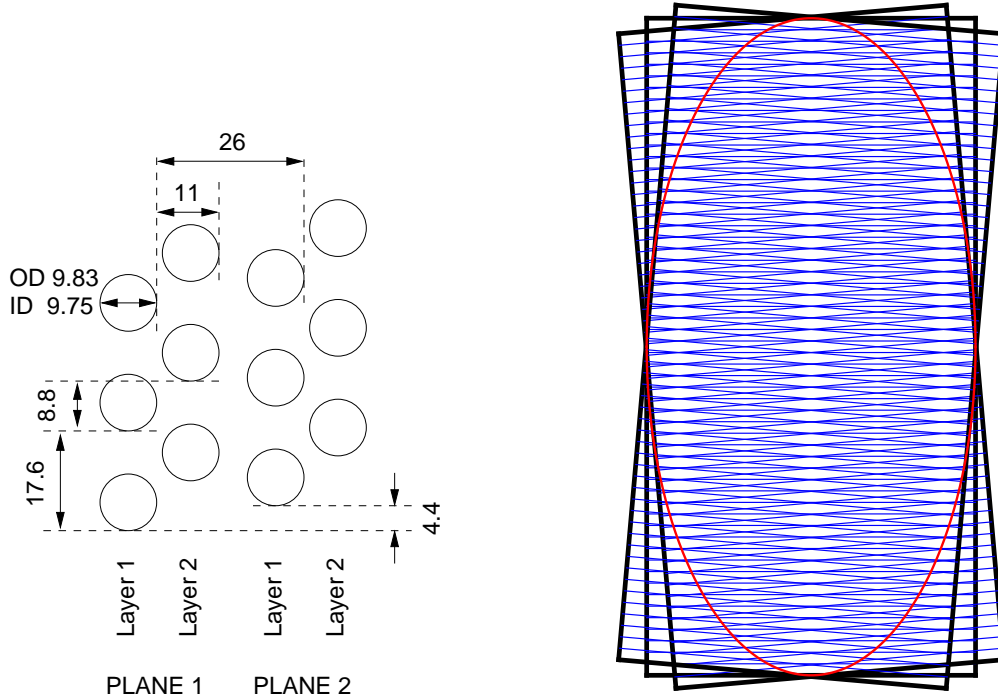 26
11
OD 9.83
ID 9.75
8.8
17.6
4.4
Layer 1
Layer 2
Layer 1
Layer 2
PLANE 1
PLANE 2